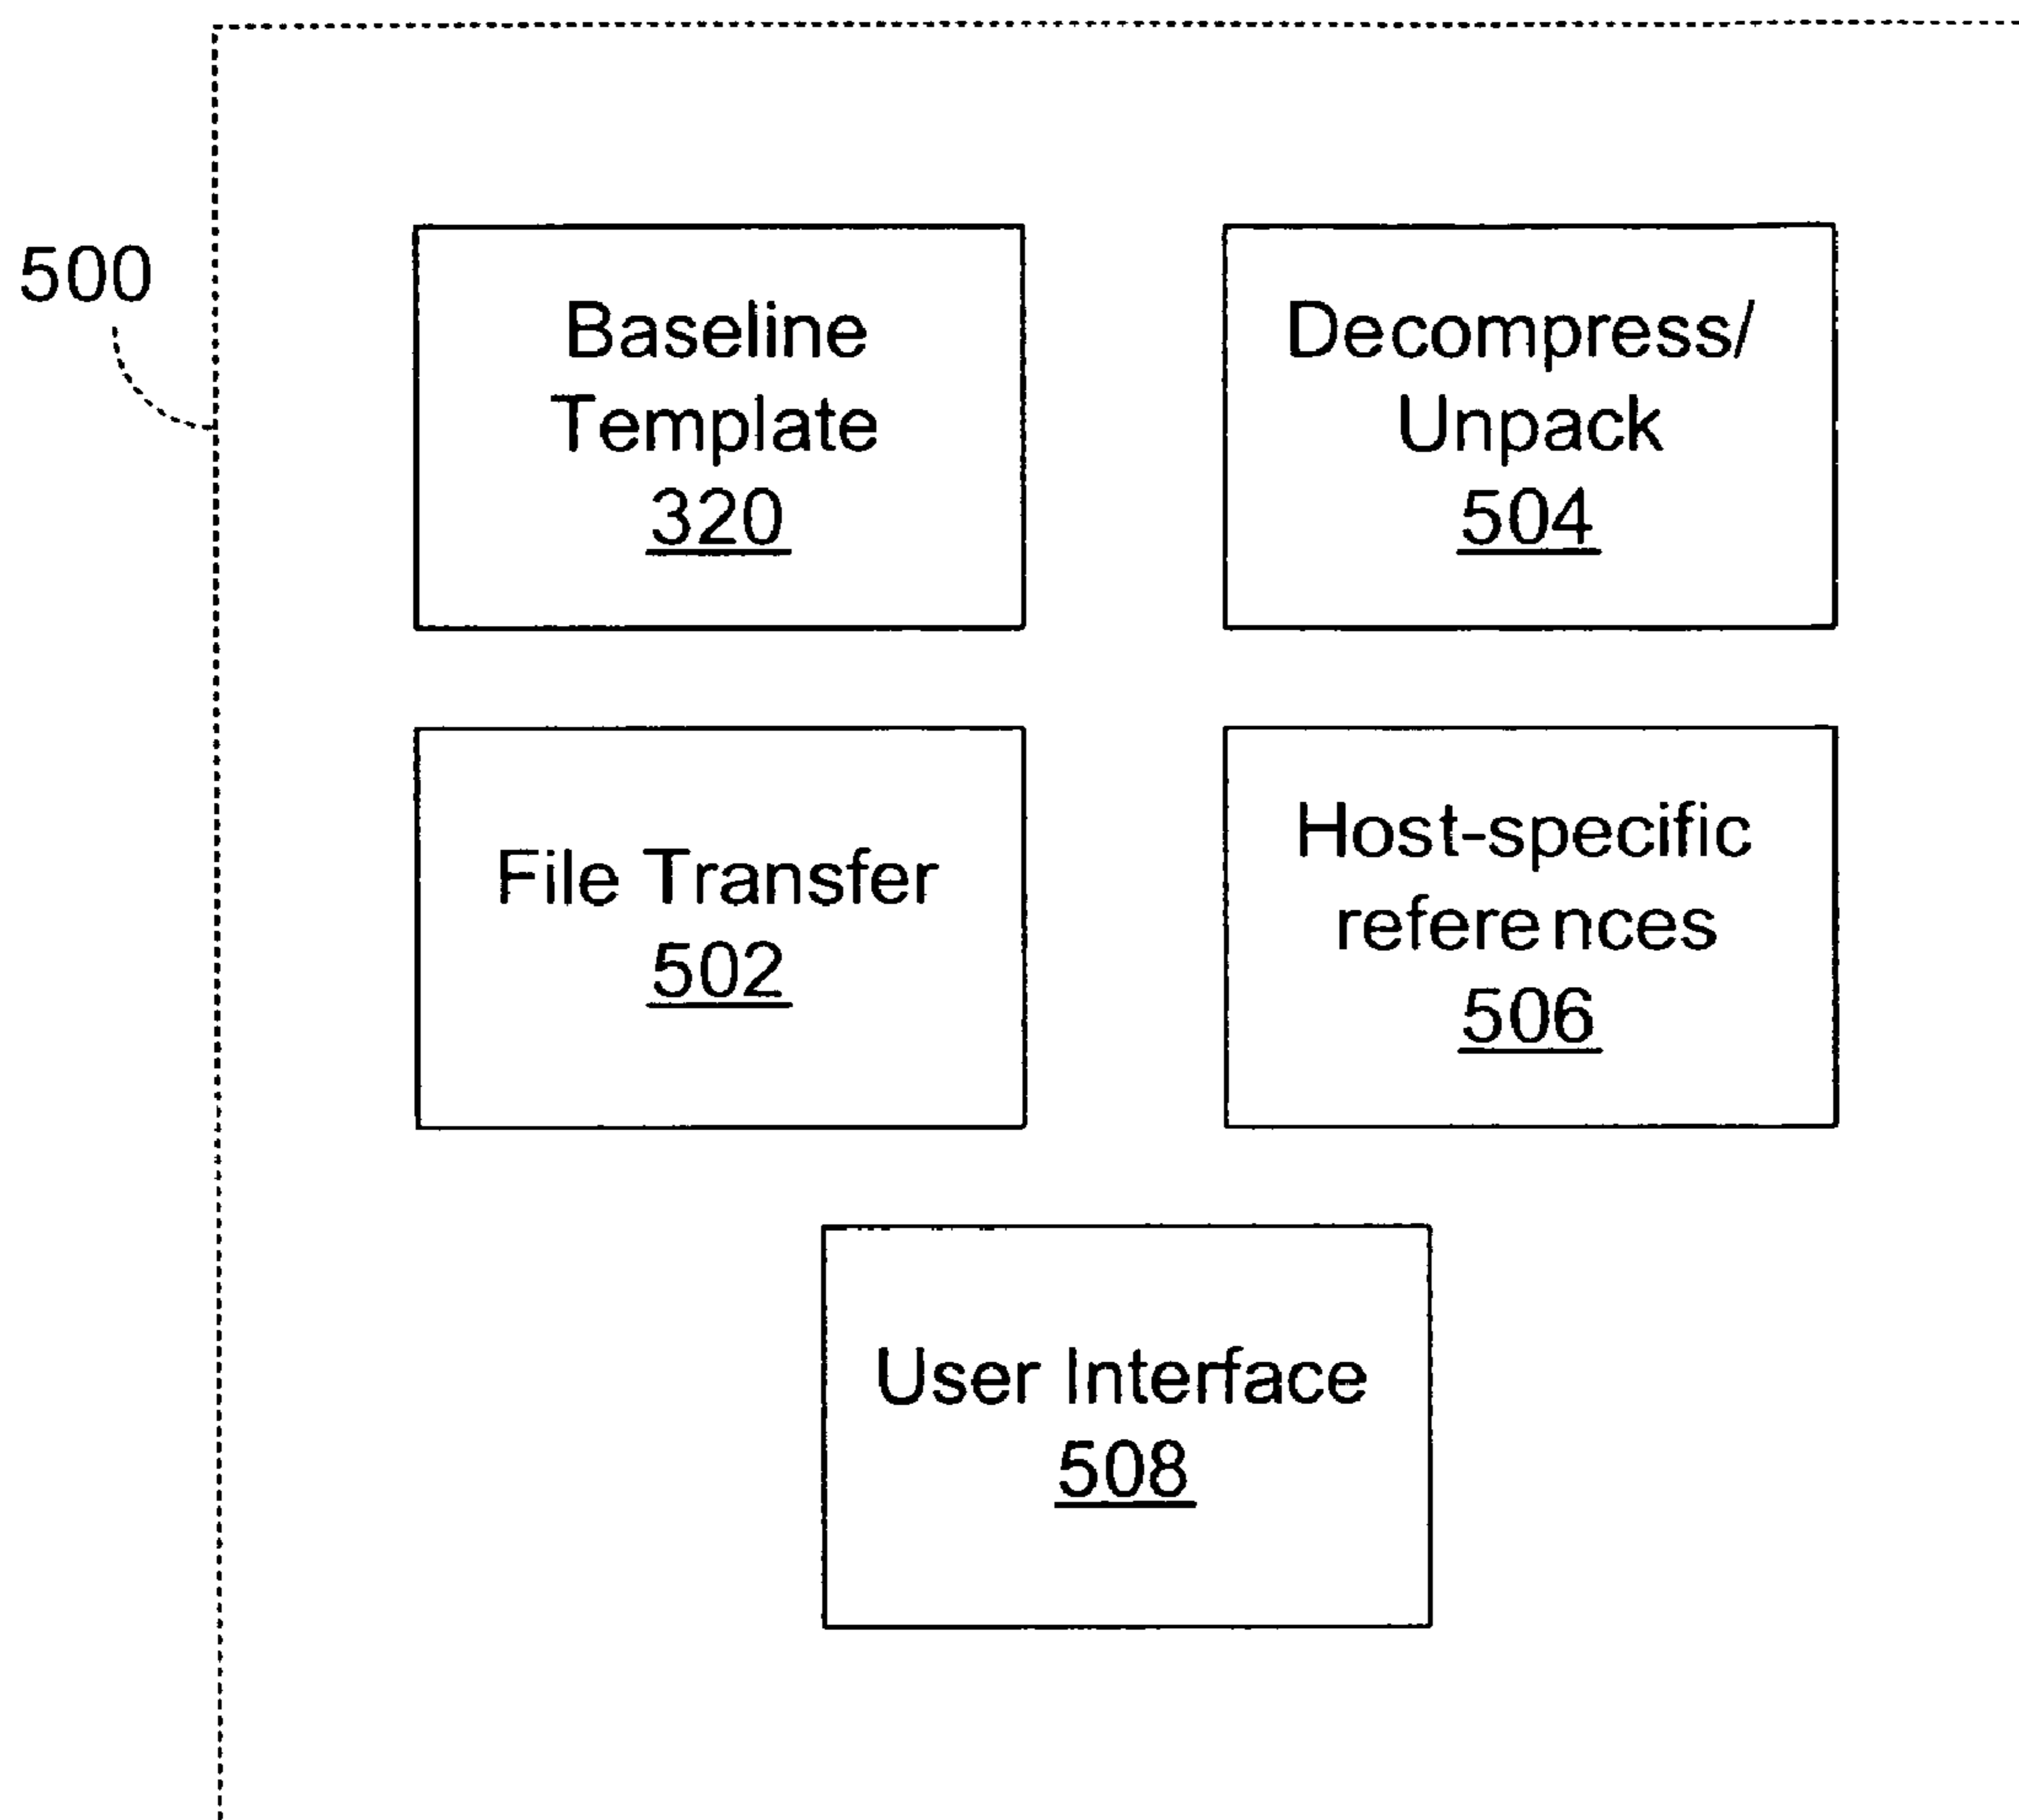 500
Baseline
Template
320
Decompress/
Unpack
504
File Transfer
502
Host-specific
references
506
User Interface
508